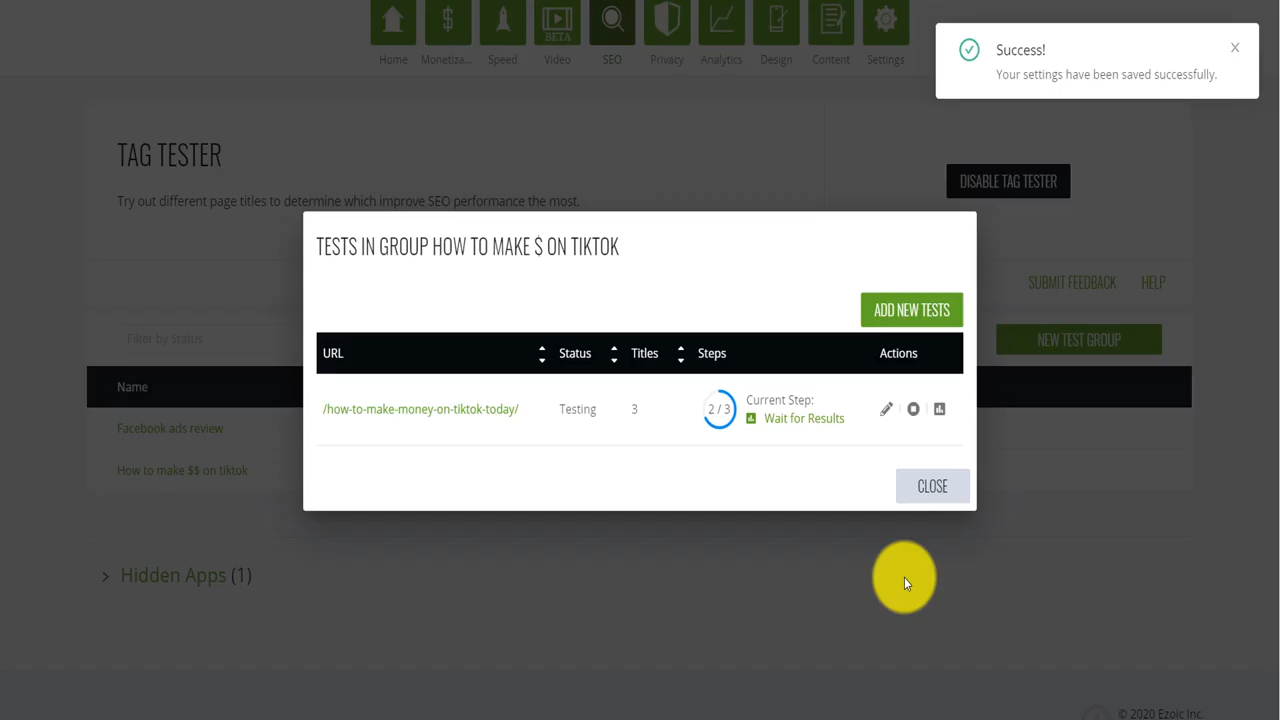 BETA
Home Monetiza... Speed Video SEO Privacy Analytics Design Content Settings
Success!
X
Your settings have been saved successfully.
TAG TESTER
Try out different page titles to determine which improve SEO performance the most.
DISABLE TAG TESTER
TESTS IN GROUP HOW TO MAKE $ ON TIKTOK
SUBMIT FEEDBACK HELP
ADD NEW TESTS
Filter by Status
NEW TEST GROUP
URL Status Titles Steps Actions
Name
/how-to-make-money-on-tiktok-today/ Testing 3 2 / 3 Current Step:
Wait for Results
Facebook ads review
How to make $$ on tiktok
CLOSE
Hidden Apps (1)
© 2020 Ezoic Inc.